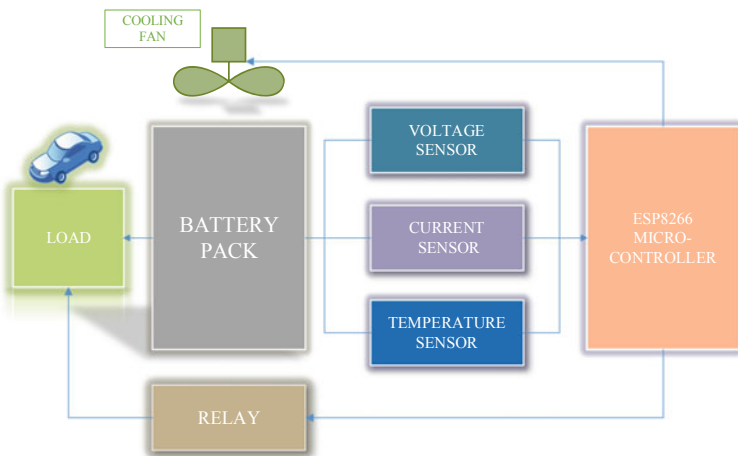 COOLING
FAN
VOLTAGE
SENSOR
LOAD
BATTERY
PACK
CURRENT
SENSOR
ESP8266
MICRO-
CONTROLLER
TEMPERATURE
SENSOR
RELAY